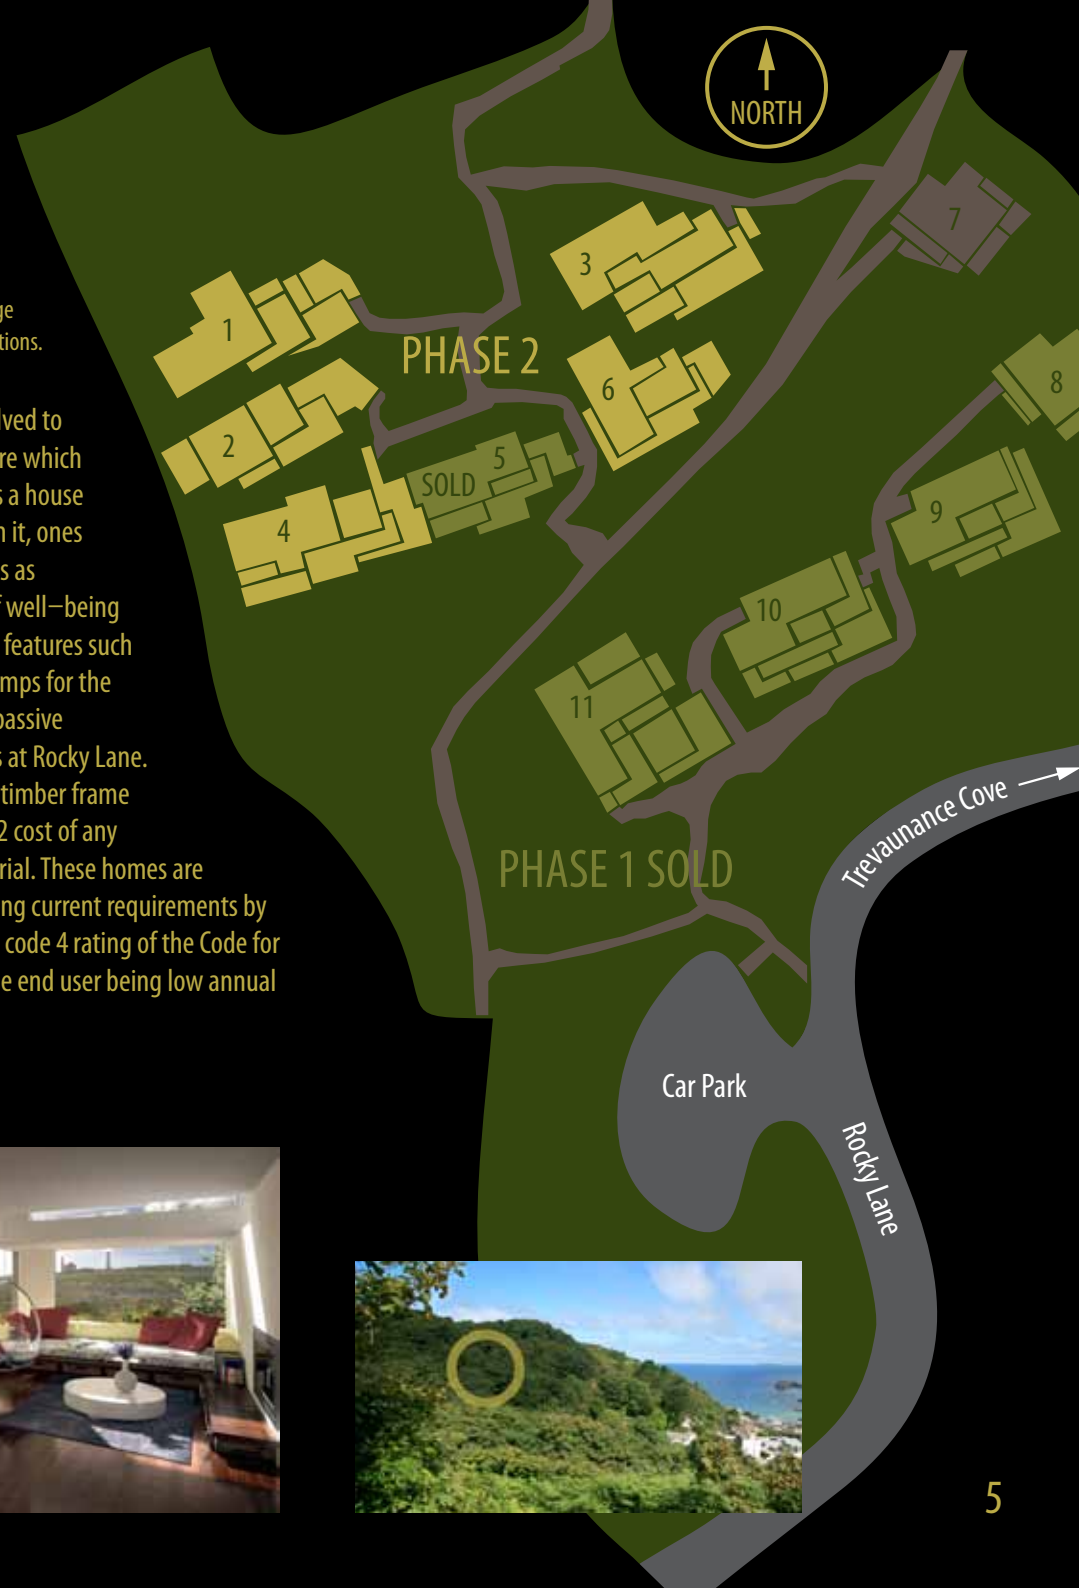 NORTH
7
3
1
PHASE 2
6
8
2
5
SOLD
4
9
10
11
ge
tions.
lved to
re which
s a house
n it, ones
s as
f well–being
features such
mps for the
passive
s at Rocky Lane.
timber frame
2 cost of any
rial. These homes are
ng current requirements by
code 4 rating of the Code for
e end user being low annual
Trevaunance Cove
PHASE 1 SOLD
Car Park
Rocky Lane
5